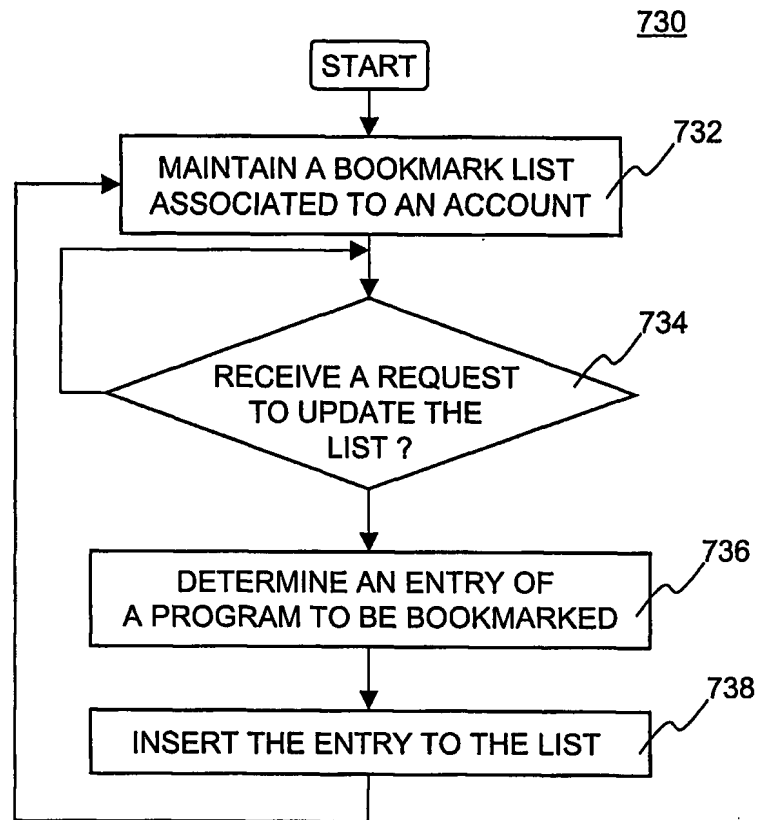 730
START
732
MAINTAIN A BOOKMARK LIST
ASSOCIATED TO AN ACCOUNT
734
RECEIVE A REQUEST
TO UPDATE THE
LIST ?
736
DETERMINE AN ENTRY OF
A PROGRAM TO BE BOOKMARKED
738
INSERT THE ENTRY TO THE LIST